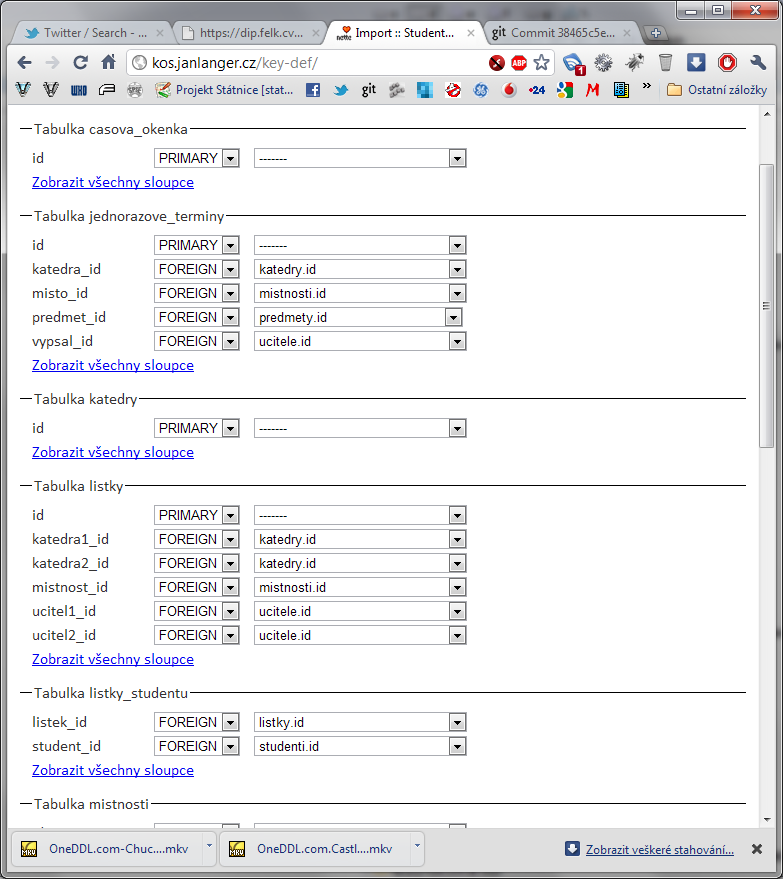 Twitter / Search - ...
https://dip.felk.cv...
Import :: Student...
git Commit 38465c5e...
kos.janlanger.cz/key-def/
ABP
1
WHO
Projekt Státnice [stat...
git
24
M
»
Ostatní záložky
Tabulka casova_okenka
id PRIMARY -------
Zobrazit všechny sloupce
Tabulka jednorazove_terminy
id PRIMARY -------
katedra_id FOREIGN katedry.id
misto_id FOREIGN mistnosti.id
predmet_id FOREIGN predmety.id
vypsal_id FOREIGN ucitele.id
Zobrazit všechny sloupce
Tabulka katedry
id PRIMARY -------
Zobrazit všechny sloupce
Tabulka listky
id PRIMARY -------
katedra1_id FOREIGN katedry.id
katedra2_id FOREIGN katedry.id
mistnost_id FOREIGN mistnosti.id
ucitel1_id FOREIGN ucitele.id
ucitel2_id FOREIGN ucitele.id
Zobrazit všechny sloupce
Tabulka listky_studentu
listek_id FOREIGN listky.id
student_id FOREIGN studenti.id
Zobrazit všechny sloupce
Tabulka mistnosti
MKV OneDDL.com-Chuc....mkv
MKV OneDDL.com.Castl....mkv
Zobrazit veškeré stahování...